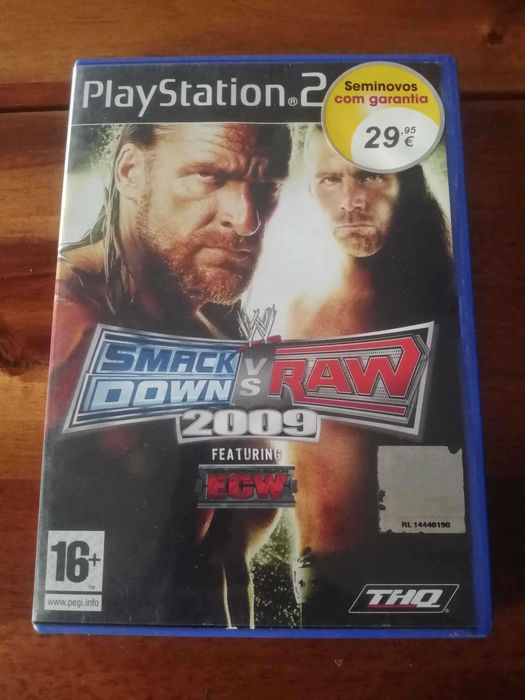 PlayStation®2
Seminovos
com garantia
29,95 €
W
SMACK
DOWN
VS
RAW
2009
FEATURING
ECW
RL 14440190
16+
www.pegi.info
THQ®